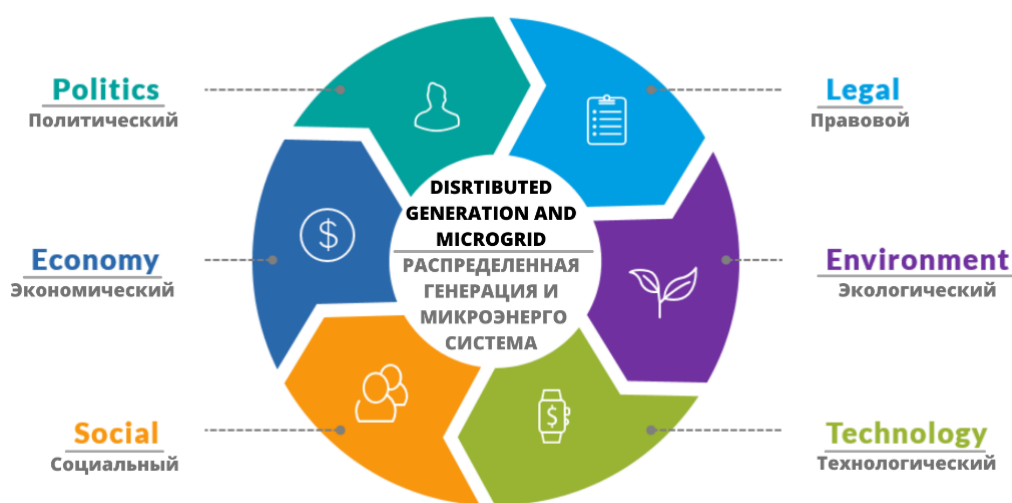 Politics
Политический
Legal
Правовой
DISRTIBUTED
GENERATION AND
MICROGRID
РАСПРЕДЕЛЕННАЯ
ГЕНЕРАЦИЯ И
МИКРОЭНЕРГО
СИСТЕМА
$
Economy
Экономический
Environment
Экологический
$
Social
Социальный
Technology
Технологический